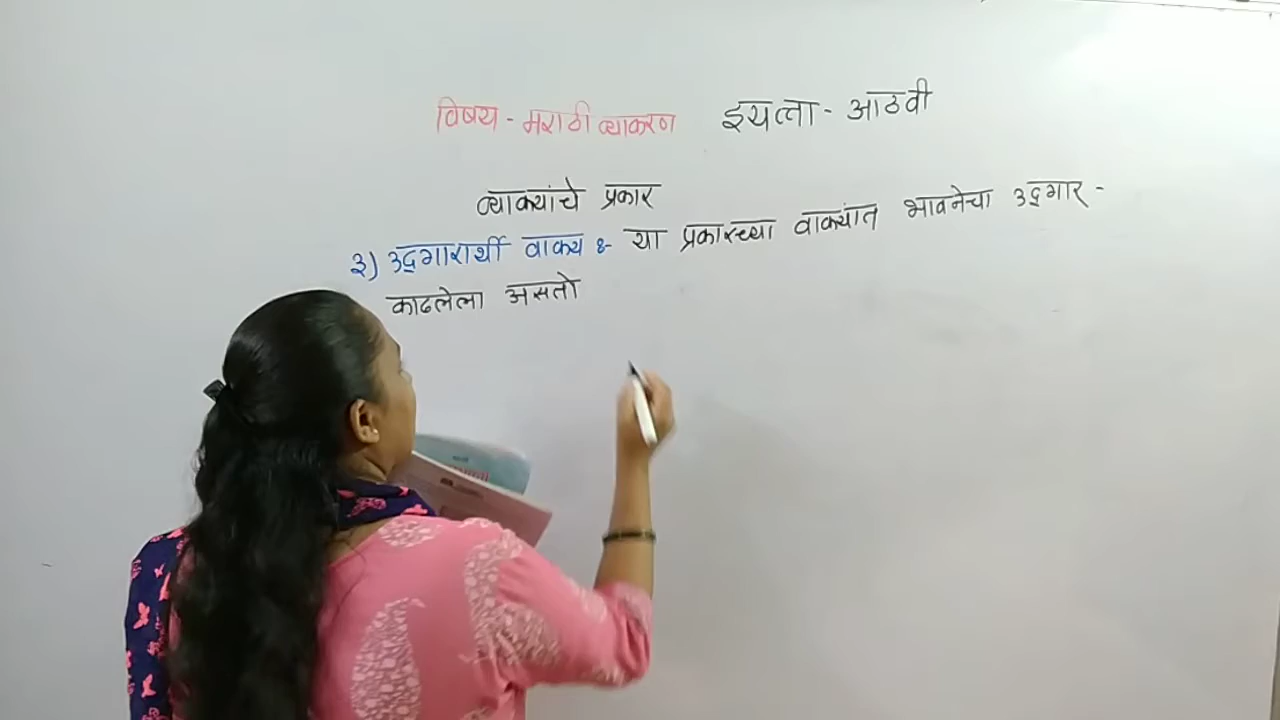 विषय - मराठी व्याकरण इयत्ता - आठवी
व्याक्यांचे प्रकार
३) उद्गारार्थी वाक्य :- या प्रकारच्या वाक्यांत भावनेचा उद्गार -
काढलेला असतो